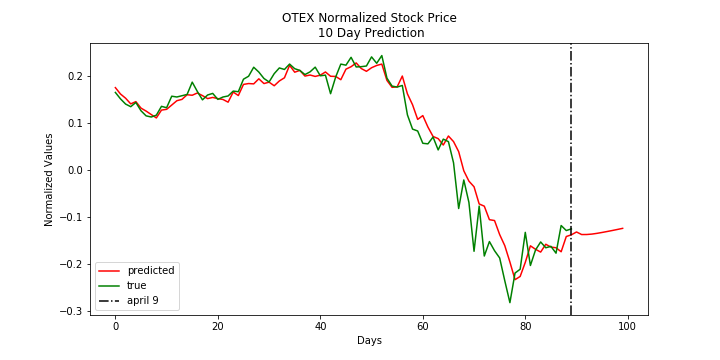 OTEX Normalized Stock Price
10 Day Prediction
Normalized Values
0.2
0.1
0.0
−0.1
−0.2
−0.3
predicted
true
april 9
0
20
40
60
80
100
Days